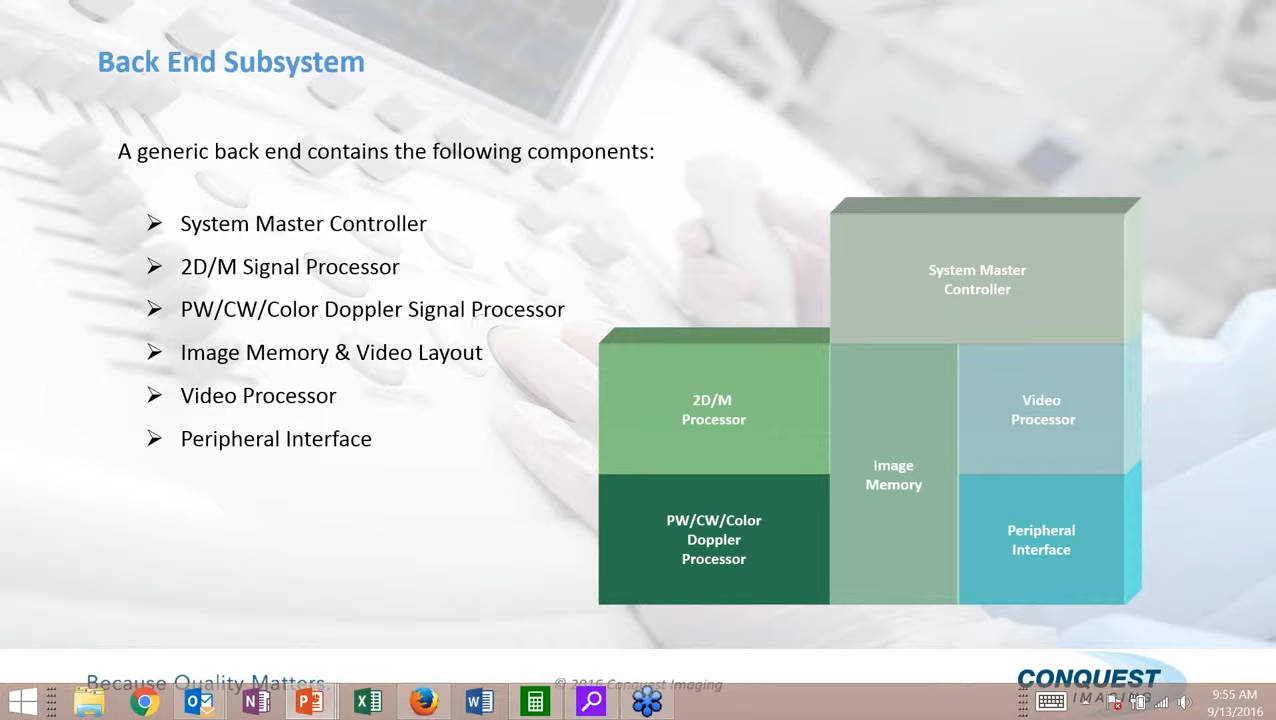 Back End Subsystem
A generic back end contains the following components:
System Master Controller
2D/M Signal Processor
PW/CW/Color Doppler Signal Processor
Image Memory & Video Layout
Video Processor
Peripheral Interface
System Master
Controller
2D/M
Processor
Video
Processor
Image
Memory
PW/CW/Color
Doppler
Processor
Peripheral
Interface
Because Quality Matters.
© 2016 Conquest Imaging
CONQUEST
IMAGING
9:55 AM
9/13/2016